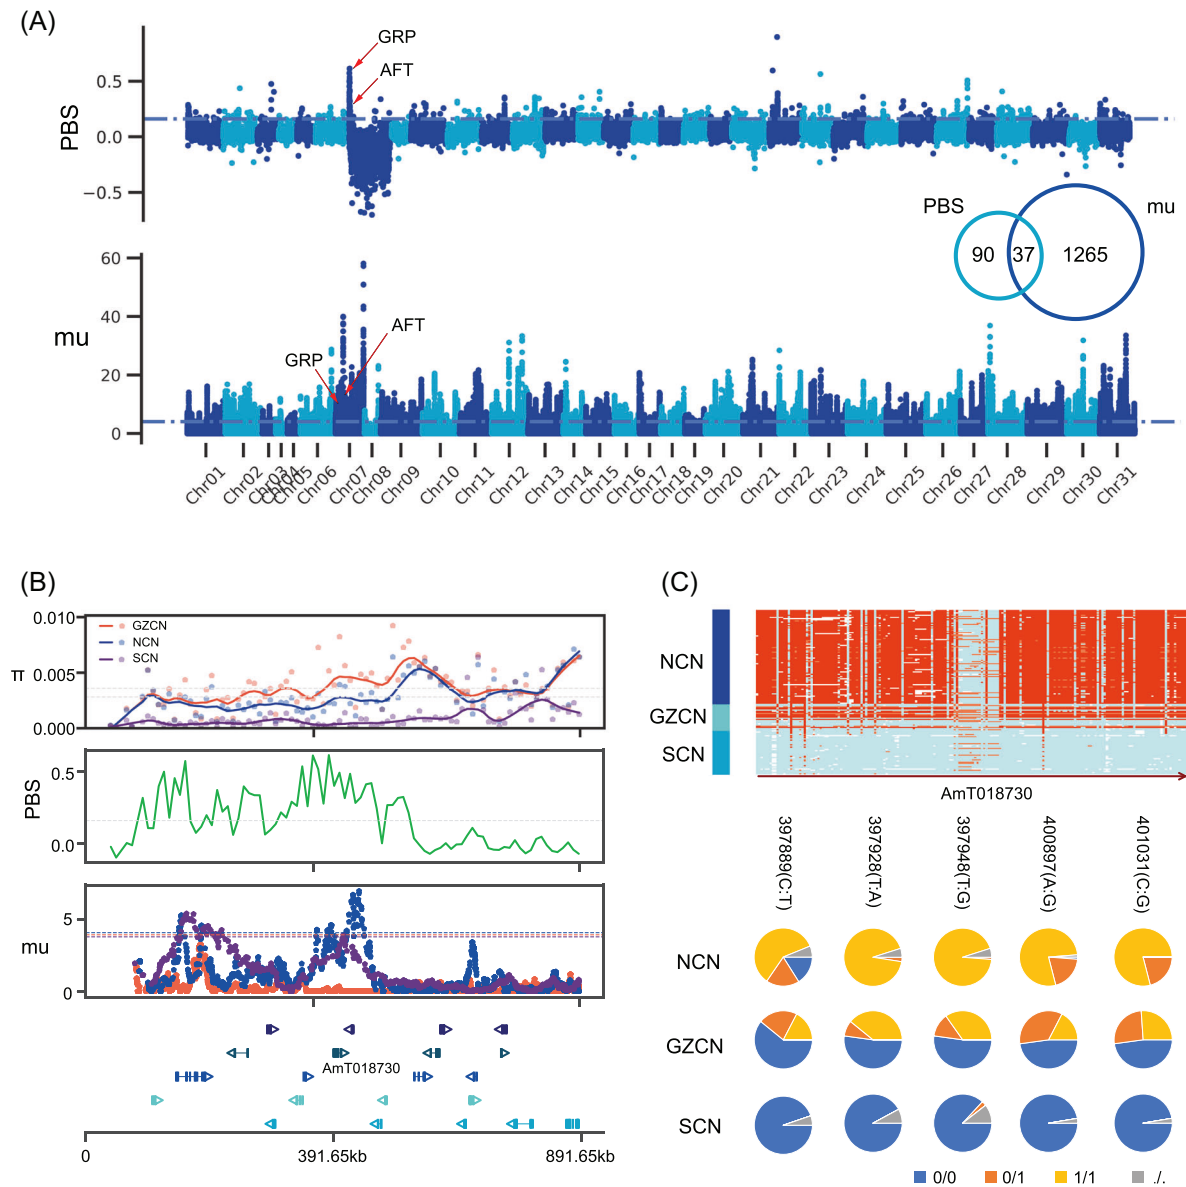 (A)
GRP
AFT
PBS
0.5
0.0
−0.5
PBS
mu
90
37
1265
mu
60
40
20
0
GRP
AFT
Chr01
Chr02
Chr03
Chr04
Chr05
Chr06
Chr07
Chr08
Chr09
Chr10
Chr11
Chr12
Chr13
Chr14
Chr15
Chr16
Chr17
Chr18
Chr19
Chr20
Chr21
Chr22
Chr23
Chr24
Chr25
Chr26
Chr27
Chr28
Chr29
Chr30
Chr31
(B)
π
0.010
0.005
0.000
GZCN
NCN
SCN
PBS
0.5
0.0
mu
5
0
AmT018730
0
391.65kb
891.65kb
(C)
NCN
GZCN
SCN
AmT018730
397889(C:T)
397928(T:A)
397948(T:G)
400897(A:G)
401031(C:G)
NCN
GZCN
SCN
0/0
0/1
1/1
./.